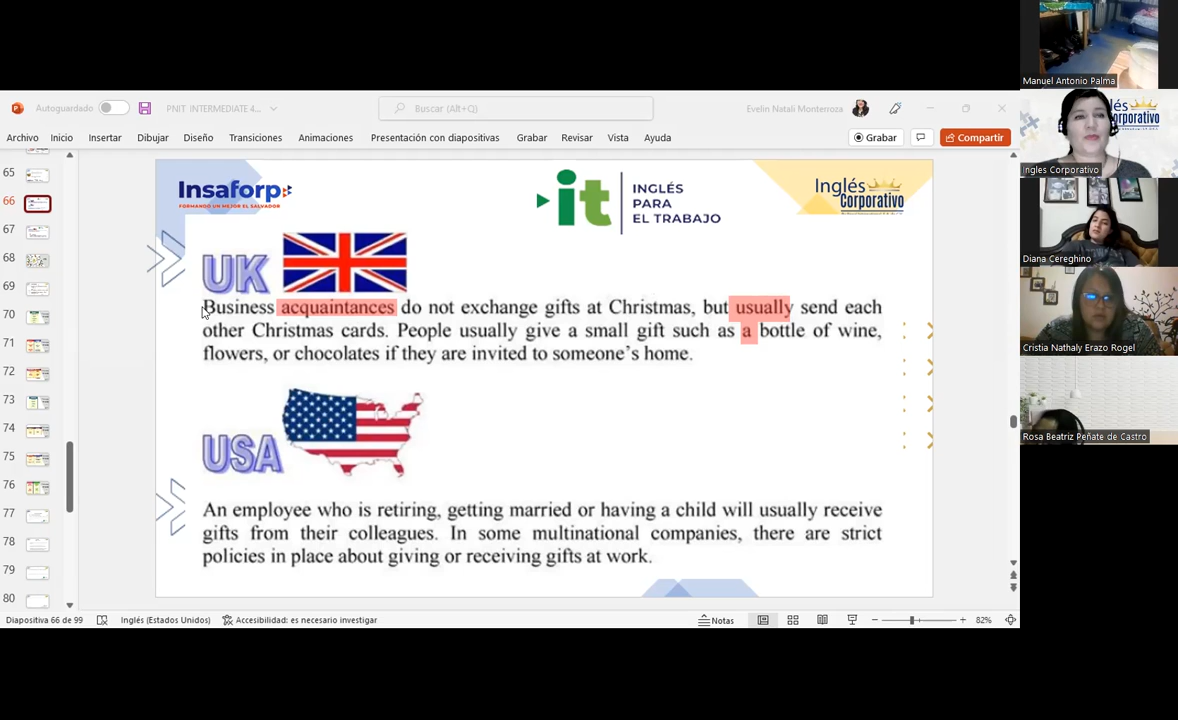 Autoguardado
PNIT INTERMEDIATE 4...
Buscar (Alt+Q)
Evelin Natali Monterroza
Archivo Inicio Insertar Dibujar Diseño Transiciones Animaciones Presentación con diapositivas Grabar Revisar Vista Ayuda
Grabar
Compartir
65
66
67
68
69
70
71
72
73
74
75
76
77
78
79
80
Insaforp
FORMANDO UN MEJOR EL SALVADOR
it
INGLÉS
PARA
EL TRABAJO
Inglés
Corporativo
UK
Business acquaintances do not exchange gifts at Christmas, but usually send each
other Christmas cards. People usually give a small gift such as a bottle of wine,
flowers, or chocolates if they are invited to someone's home.
USA
An employee who is retiring, getting married or having a child will usually receive
gifts from their colleagues. In some multinational companies, there are strict
policies in place about giving or receiving gifts at work.
Diapositiva 66 de 99
Inglés (Estados Unidos)
Accesibilidad: es necesario investigar
Notas
82%
Manuel Antonio Palma
Ingles Corporativo
Diana Cereghino
Cristia Nathaly Erazo Rogel
Rosa Beatriz Peñate de Castro